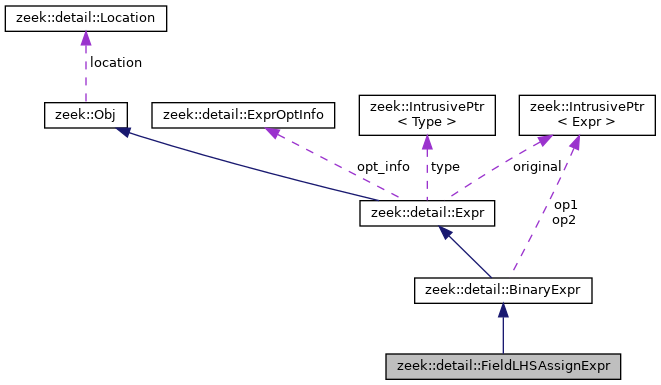 zeek::detail::Location
location
zeek::Obj
zeek::detail::ExprOptInfo
zeek::IntrusivePtr
< Type >
zeek::IntrusivePtr
< Expr >
opt_info
type
original
zeek::detail::Expr
op1
op2
zeek::detail::BinaryExpr
zeek::detail::FieldLHSAssignExpr